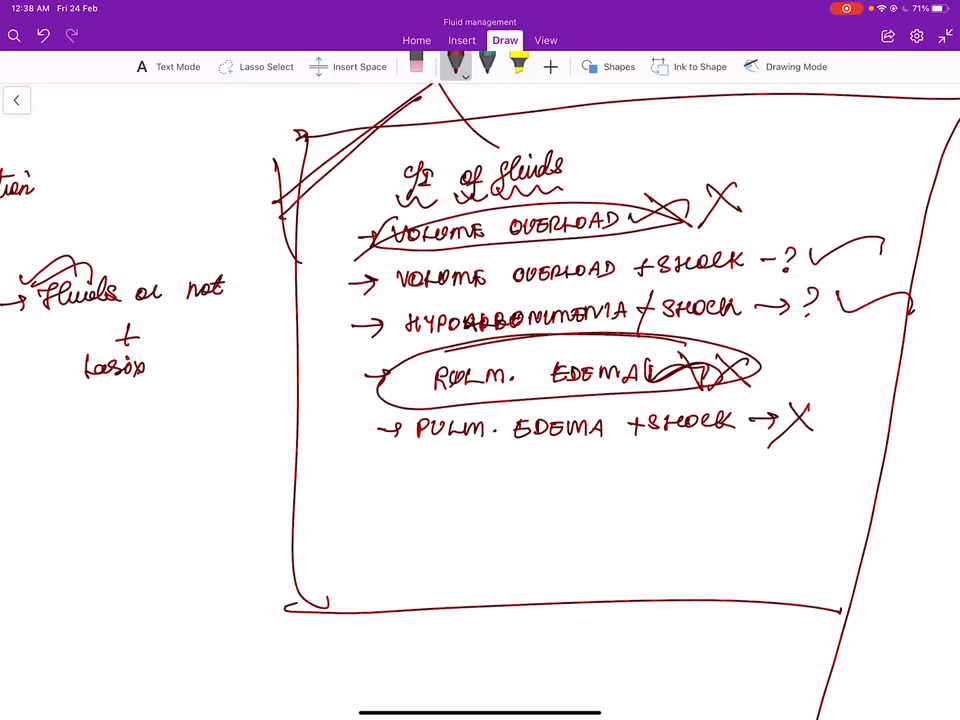 12:38 AM Fri 24 Feb
71%
Fluid management
Home Insert Draw View
A Text Mode Lasso Select Insert Space + Shapes Ink to Shape Drawing Mode
C/I of fluids
tion
→ VOLUME OVERLOAD X
→ VOLUME OVERLOAD + SHOCK - ? ✓
→ Fluids or not
+
Lasix
→ + SHOCK → ? ✓
→ PULM. EDEMA X
→ PULM. EDEMA + SHOCK → X